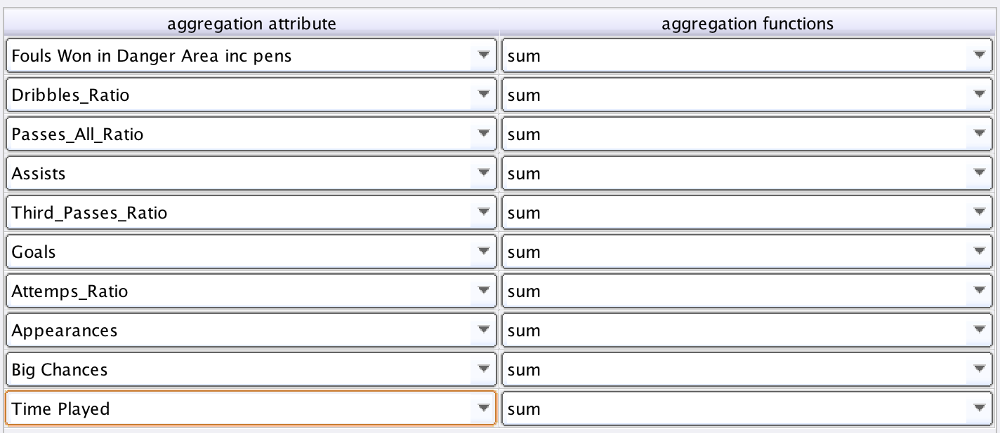 aggregation attribute aggregation functions
Fouls Won in Danger Area inc pens sum
Dribbles_Ratio sum
Passes_All_Ratio sum
Assists sum
Third_Passes_Ratio sum
Goals sum
Attemps_Ratio sum
Appearances sum
Big Chances sum
Time Played sum